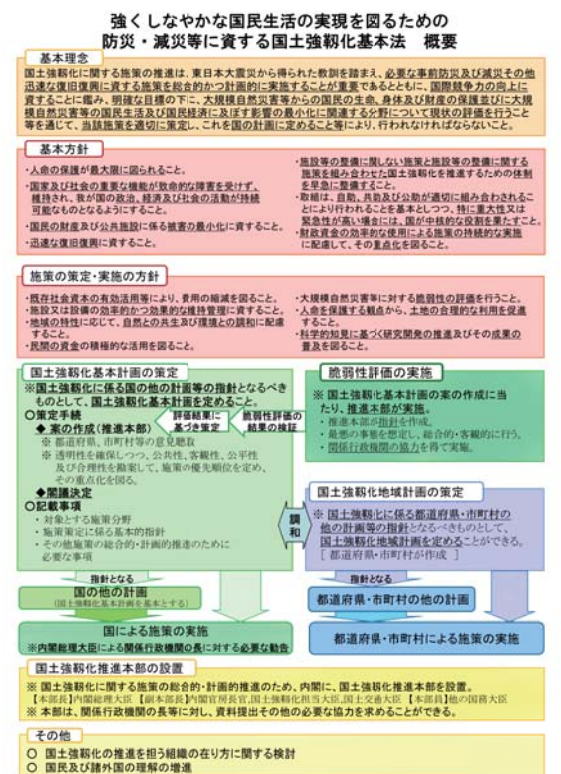 強くしなやかな国民生活の実現を図るための
防災・減災等に資する国土強靱化基本法 概要
基本理念
国土強靱化に関する施策の推進は、東日本大震災から得られた教訓を踏まえ、必要な事前防災及び減災その他
迅速な復旧復興に資する施策を総合的かつ計画的に実施することが重要であるとともに、国際競争力の向上に
資することに鑑み、明確な目標の下に、大規模自然災害等からの国民の生命、身体及び財産の保護並びに大規
模自然災害等の国民生活及び国民経済に及ぼす影響の最小化に関連する分野について現状の評価を行うこと
等を通じて、当該施策を適切に策定し、これを国の計画に定めること等により、行われなければならないこと。
基本方針
・人命の保護が最大限に図られること。
・国家及び社会の重要な機能が致命的な障害を受けず、
維持され、我が国の政治、経済及び社会の活動が持続
可能なものとなるようにすること。
・国民の財産及び公共施設に係る被害の最小化に資すること。
・迅速な復旧復興に資すること。
・施設等の整備に関しない施策と施設等の整備に関する
施策を組み合わせた国土強靱化を推進するための体制
を早急に整備すること。
・取組は、自助、共助及び公助が適切に組み合わされるこ
とにより行われることを基本としつつ、特に重大性又は
緊急性が高い場合には、国が中核的な役割を果たすこと。
・財政資金の効率的な使用による施策の持続的な実施
に配慮して、その重点化を図ること。
施策の策定・実施の方針
・既存社会資本の有効活用等により、費用の縮減を図ること。
・施設又は設備の効率的かつ効果的な維持管理に資すること。
・地域の特性に応じて、自然との共生及び環境との調和に配慮
すること。
・民間の資金の積極的な活用を図ること。
・大規模自然災害等に対する脆弱性の評価を行うこと。
・人命を保護する観点から、土地の合理的な利用を促進
すること。
・科学的知見に基づく研究開発の推進及びその成果の
普及を図ること。
国土強靱化基本計画の策定
※国土強靱化に係る国の他の計画等の指針となるべき
ものとして、国土強靱化基本計画を定めること。
〇策定手続
◆ 案の作成(推進本部)
※ 都道府県、市町村等の意見聴取
※ 透明性を確保しつつ、公共性、客観性、公平性
及び合理性を勘案して、施策の優先順位を定め、
その重点化を図る。
◆閣議決定
〇記載事項
・ 対象とする施策分野
・ 施策策定に係る基本的指針
・ その他施策の総合的・計画的推進のために
必要な事項
評価結果に
基づき策定
脆弱性評価の
結果の検証
脆弱性評価の実施
※ 国土強靱化基本計画の案の作成に当
たり、推進本部が実施。
・ 推進本部が指針を作成。
・ 最悪の事態を想定し、総合的・客観的に行う。
・ 関係行政機関の協力を得て実施。
調和
国土強靱化地域計画の策定
※ 国土強靱化に係る都道府県・市町村の
他の計画等の指針となるべきものとして、
国土強靱化地域計画を定めることができる。
[ 都道府県・市町村が作成 ]
指針となる
国の他の計画
(国土強靱化基本計画を基本とする)
国による施策の実施
※内閣総理大臣による関係行政機関の長に対する必要な勧告
指針となる
都道府県・市町村の他の計画
都道府県・市町村による施策の実施
国土強靱化推進本部の設置
※ 国土強靱化に関する施策の総合的・計画的推進のため、内閣に、国土強靱化推進本部を設置。
【本部長】内閣総理大臣 【副本部長】内閣官房長官、国土強靱化担当大臣、国土交通大臣 【本部員】他の国務大臣
※ 本部は、関係行政機関の長等に対し、資料提出その他の必要な協力を求めることができる。
その他
〇 国土強靱化の推進を担う組織の在り方に関する検討
〇 国民及び諸外国の理解の増進